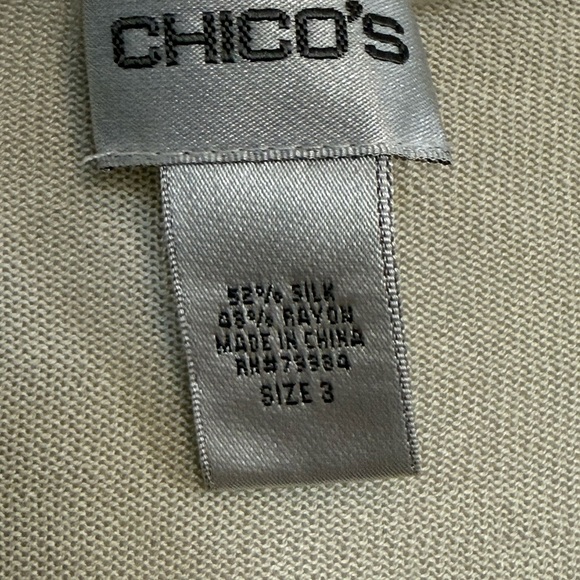 CHICO'S
52% SILK
48% RAYON
MADE IN CHINA
RN#79984
SIZE 3